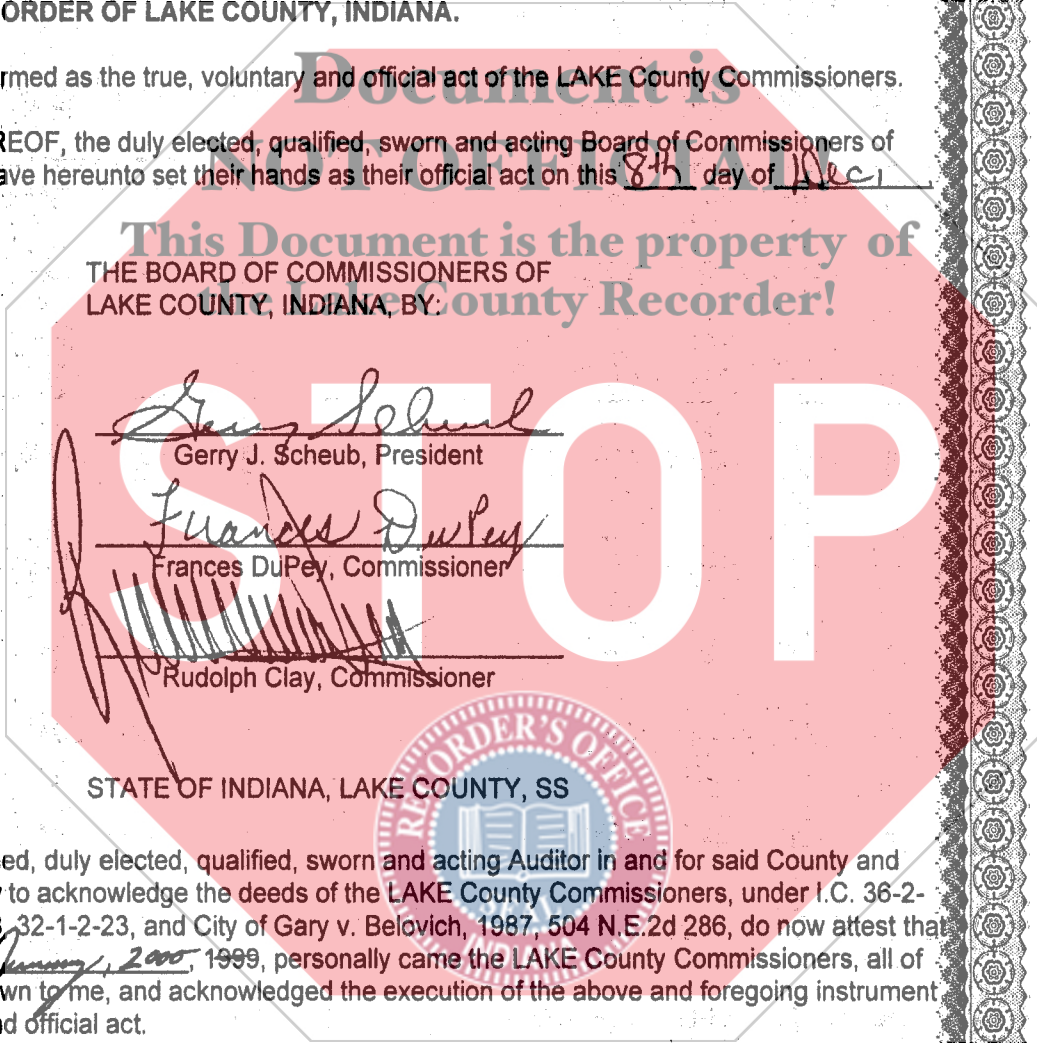 ORDER OF LAKE COUNTY, INDIANA.
rmed as the true, voluntary and official act of the LAKE County Commissioners.
Document is
REOF, the duly elected, qualified, sworn and acting Board of Commissioners of
NOT OFFICIAL
ave hereunto set their hands as their official act on this 8th day of Dec,
This Document is the property of
THE BOARD OF COMMISSIONERS OF
the Lake County Recorder!
LAKE COUNTY, INDIANA, BY:
STOP
Gerry Scheub
Gerry J. Scheub, President
Frances DuPey
Frances DuPey, Commissioner
Rudolph Clay, Commissioner
RECORDER'S OFFICE
STATE OF INDIANA, LAKE COUNTY, SS
ed, duly elected, qualified, sworn and acting Auditor in and for said County and
to acknowledge the deeds of the LAKE County Commissioners, under I.C. 36-2-
32-1-2-23, and City of Gary v. Belovich, 1987, 504 N.E.2d 286, do now attest that
SEAL
INDIANA
, 2000, 1999, personally came the LAKE County Commissioners, all of
wn to me, and acknowledged the execution of the above and foregoing instrument
d official act.